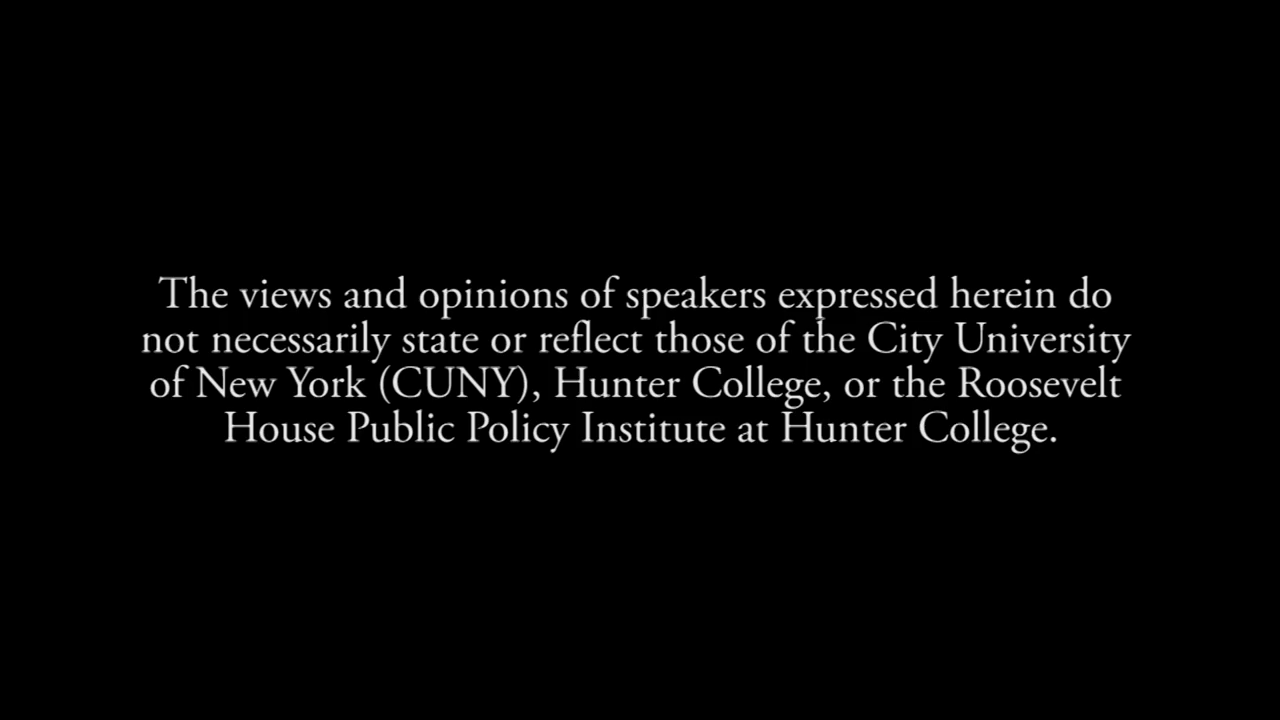 The views and opinions of speakers expressed herein do
not necessarily state or reflect those of the City University
of New York (CUNY), Hunter College, or the Roosevelt
House Public Policy Institute at Hunter College.